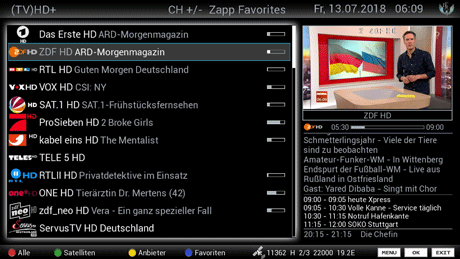 (TV)HD+
CH +/-   Zapp Favorites
Fr, 13.07.2018   06:09
Das Erste HD ARD-Morgenmagazin
ZDF HD ARD-Morgenmagazin
RTL HD Guten Morgen Deutschland
VOX HD CSI: NY
SAT.1 HD SAT.1-Frühstücksfernsehen
ProSieben HD 2 Broke Girls
kabel eins HD The Mentalist
TELE 5 HD
RTLII HD Privatdetektive im Einsatz
ONE HD Tierärztin Dr. Mertens (42)
zdf_neo HD Vera - Ein ganz spezieller Fall
ServusTV HD Deutschland
ZDF HD
05:30   09:00
Schmetterlingsjahr - Viele der Tiere
sind zu beobachten
Amateur-Funker-WM - In Wittenberg
Endspurt der Fußball-WM - Live aus
Rußland in Ostfriesland
Gast: Yared Dibaba - Singt mit Chor
09:00 - 09:05 heute Xpress
09:05 - 10:30 Volle Kanne - Service täglich
10:30 - 11:15 Notruf Hafenkante
11:15 - 12:00 SOKO Stuttgart
20:15 - 21:15   Die Chefin
Alle   Satelliten   Anbieter   Favoriten   11362 H 2/3 22000 19.2E   MENU   OK   EXIT